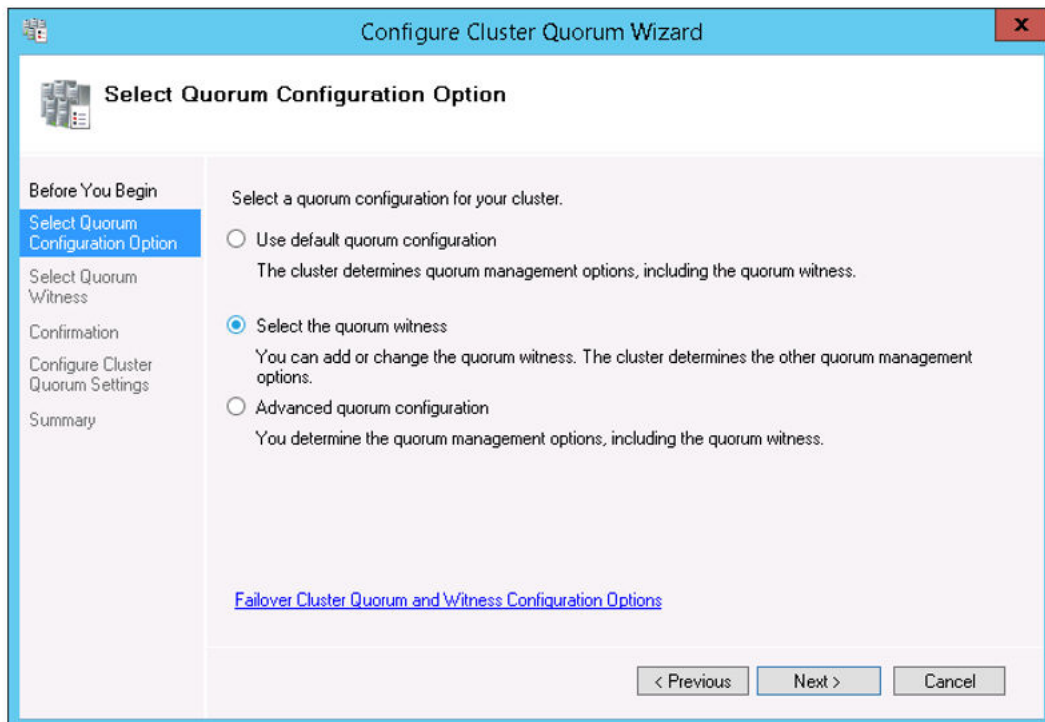 Configure Cluster Quorum Wizard
x
Select Quorum Configuration Option
Before You Begin
Select Quorum
Configuration Option
Select Quorum
Witness
Confirmation
Configure Cluster
Quorum Settings
Summary
Select a quorum configuration for your cluster.
Use default quorum configuration
The cluster determines quorum management options, including the quorum witness.
Select the quorum witness
You can add or change the quorum witness. The cluster determines the other quorum management
options.
Advanced quorum configuration
You determine the quorum management options, including the quorum witness.
Failover Cluster Quorum and Witness Configuration Options
< Previous
Next >
Cancel